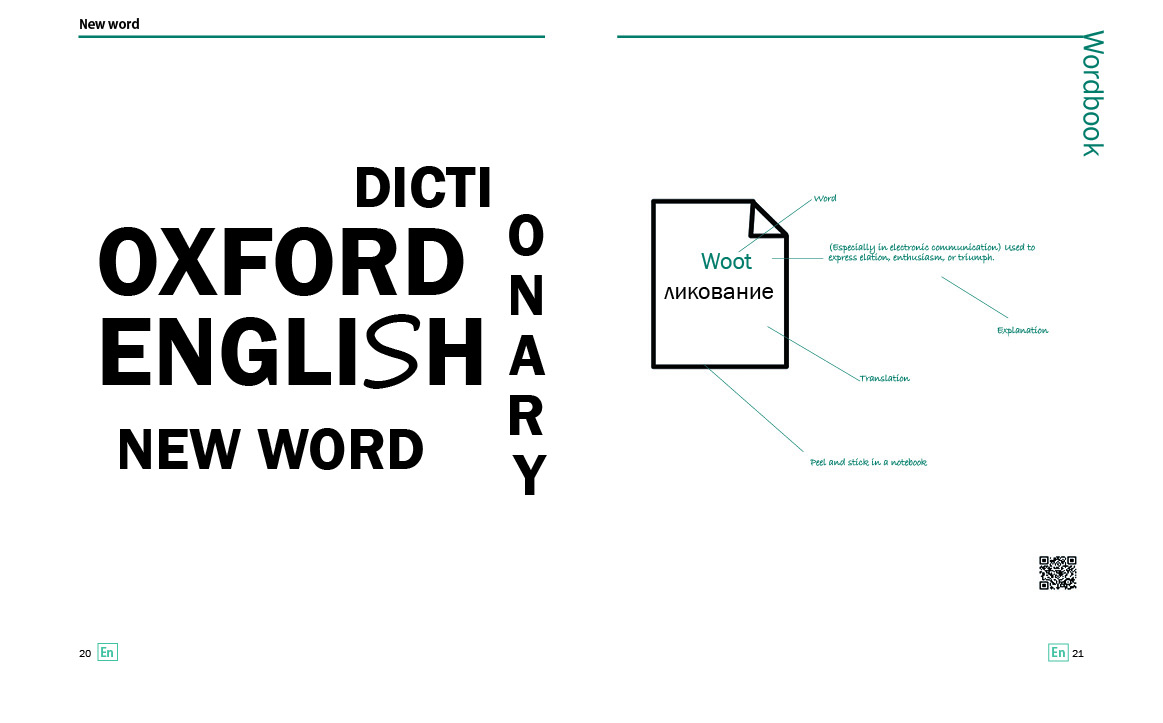 New word
DICTI
O
N
A
R
Y
OXFORD
ENGLISH
NEW WORD
20 En
Wordbook
Word
(Especially in electronic communication) Used to
express elation, enthusiasm, or triumph.
Woot
ликование
Explanation
Translation
Peel and stick in a notebook
En 21